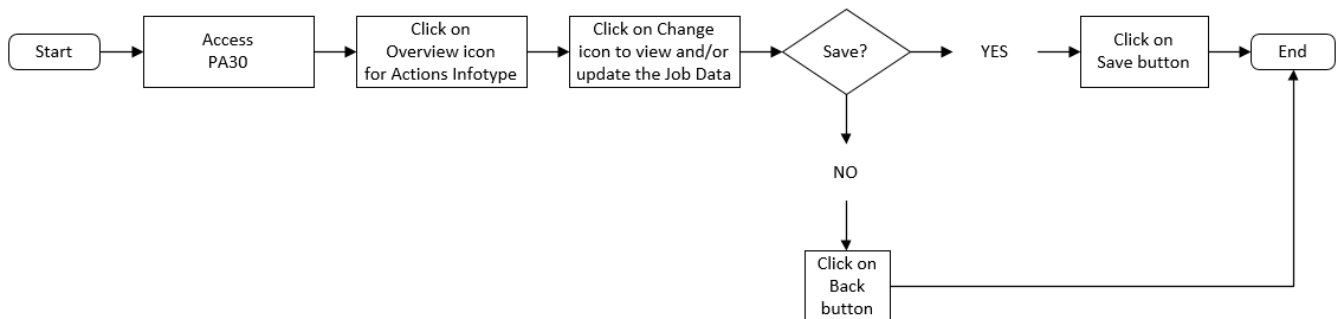 Start
Access
PA30
Click on
Overview icon
for Actions Infotype
Click on Change
icon to view and/or
update the Job Data
Save?
YES
Click on
Save button
End
NO
Click on
Back
button